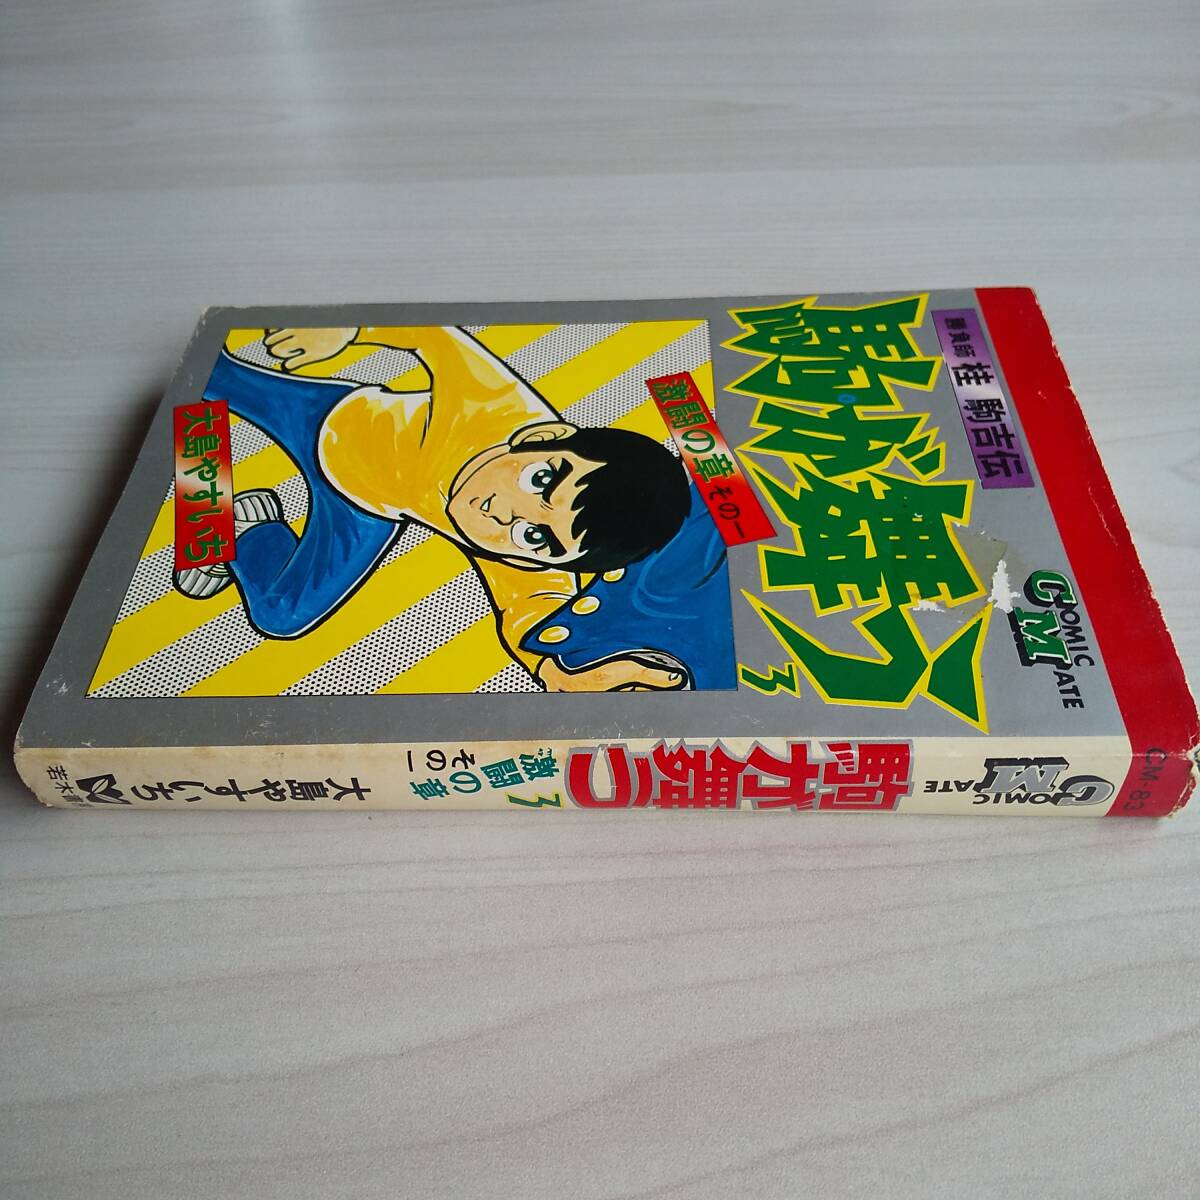 勝負師 桂 駒吉伝
駒が舞う
3
激闘の章 その一
大島やすいち
COMIC
MATE
CM-83
COMIC
MATE
駒が舞う
3
激闘の章
その一
大島やすいち
若木